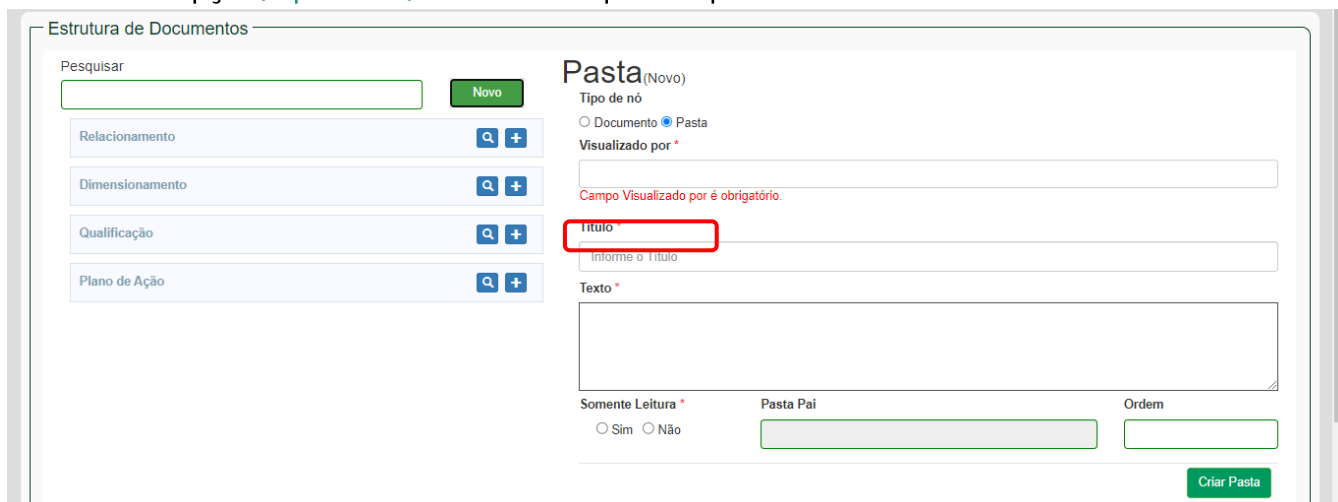 Estrutura de Documentos
Pesquisar
Novo
Relacionamento
Dimensionamento
Qualificação
Plano de Ação
Pasta(Novo)
Tipo de nó
Documento Pasta
Visualizado por *
Campo Visualizado por é obrigatório.
Título *
Informe o Título
Texto *
Somente Leitura * Pasta Pai Ordem
Sim Não
Criar Pasta